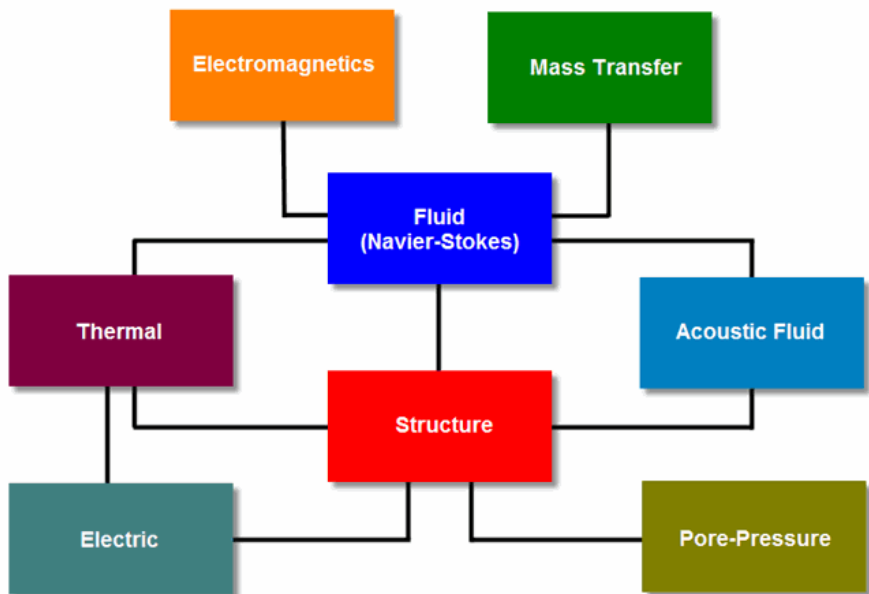 Electromagnetics
Mass Transfer
Fluid
(Navier-Stokes)
Thermal
Acoustic Fluid
Structure
Electric
Pore-Pressure